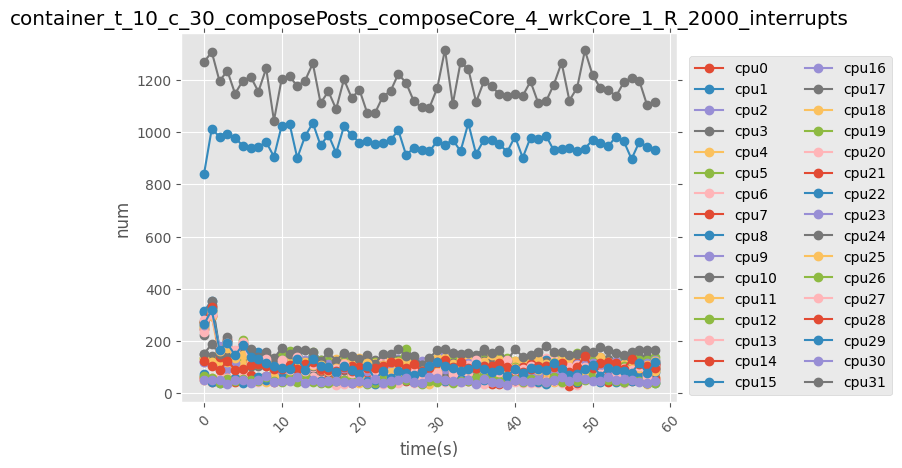 container_t_10_c_30_composePosts_composeCore_4_wrkCore_1_R_2000_interrupts
num
1200
1000
800
600
400
200
0
0
10
20
30
40
50
60
time(s)
cpu0
cpu1
cpu2
cpu3
cpu4
cpu5
cpu6
cpu7
cpu8
cpu9
cpu10
cpu11
cpu12
cpu13
cpu14
cpu15
cpu16
cpu17
cpu18
cpu19
cpu20
cpu21
cpu22
cpu23
cpu24
cpu25
cpu26
cpu27
cpu28
cpu29
cpu30
cpu31